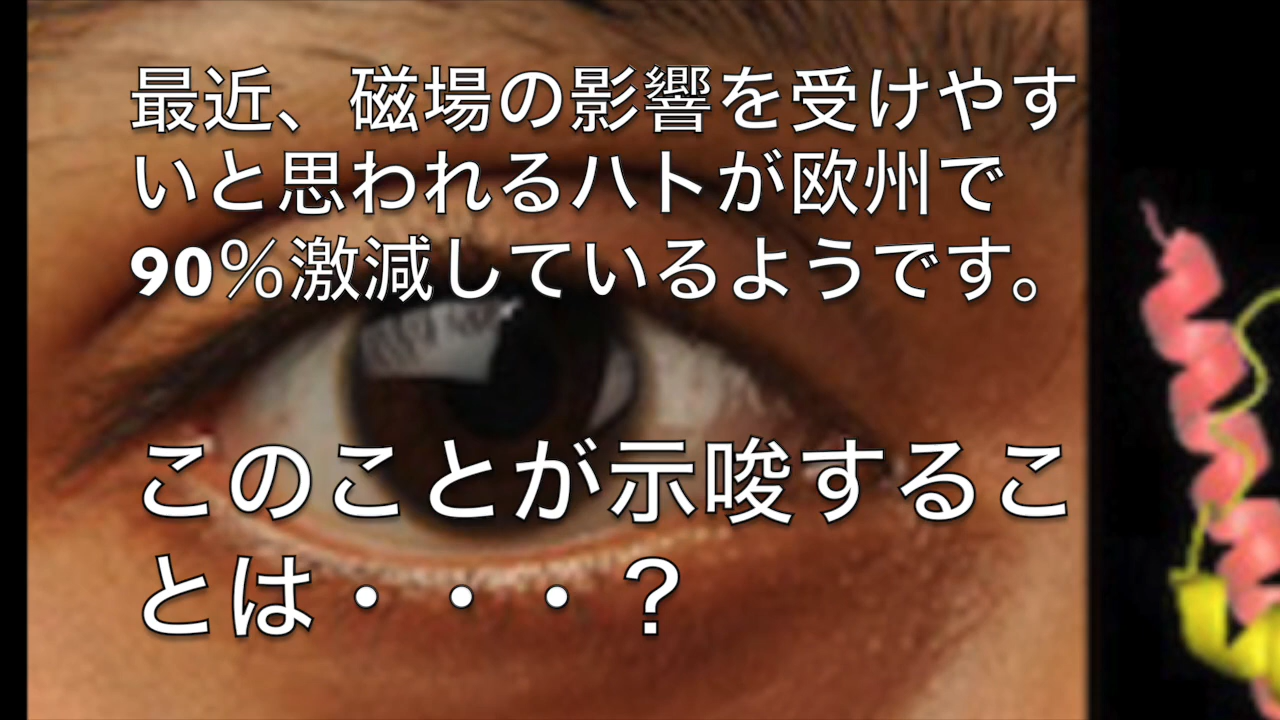 最近、磁場の影響を受けやす
いと思われるハトが欧州で
90％激減しているようです。
このことが示唆するこ
とは・・・？